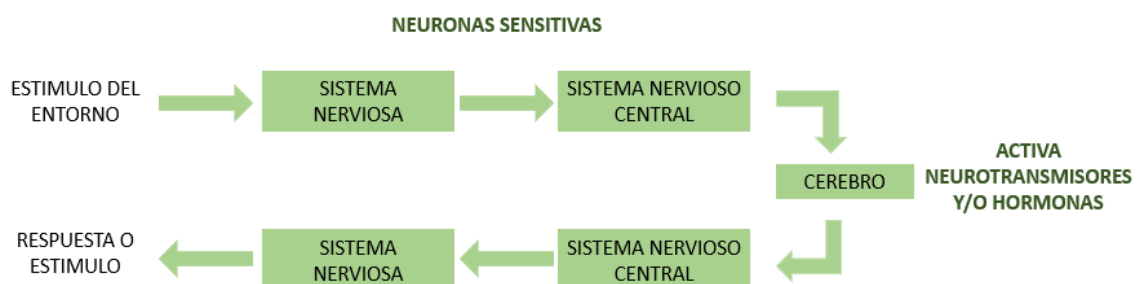 NEURONAS SENSITIVAS
ESTIMULO DEL
ENTORNO
SISTEMA
NERVIOSA
SISTEMA NERVIOSO
CENTRAL
CEREBRO
ACTIVA
NEUROTRANSMISORES
Y/O HORMONAS
RESPUESTA O
ESTIMULO
SISTEMA
NERVIOSA
SISTEMA NERVIOSO
CENTRAL